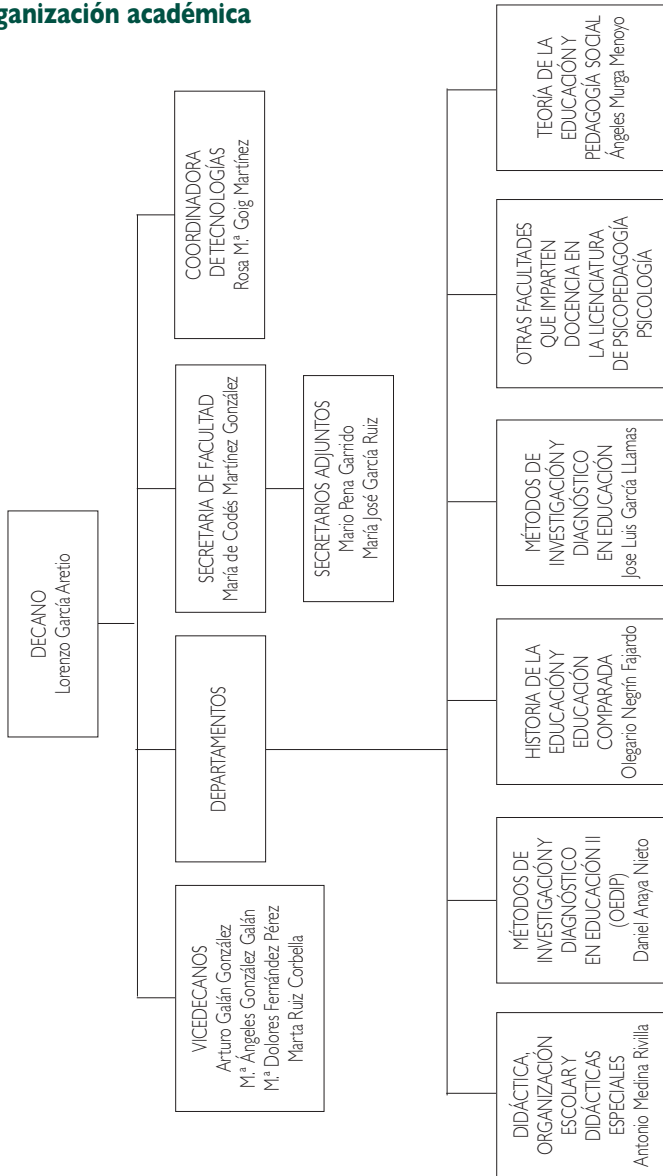 ganización académica
DECANO
Lorenzo García Aretio
VICEDECANOS
Arturo Galán González
M.ª Ángeles González Galán
M.ª Dolores Fernández Pérez
Marta Ruiz Corbella
DEPARTAMENTOS
SECRETARIA DE FACULTAD
María de Codés Martínez González
COORDINADORA
DE TECNOLOGÍAS
Rosa M.ª Goig Martínez
SECRETARIOS ADJUNTOS
Mario Pena Garrido
María José García Ruiz
DIDÁCTICA,
ORGANIZACIÓN
ESCOLAR Y
DIDÁCTICAS
ESPECIALES
Antonio Medina Rivilla
MÉTODOS DE
INVESTIGACIÓN Y
DIAGNÓSTICO
EN EDUCACIÓN II
(OEDIP)
Daniel Anaya Nieto
HISTORIA DE LA
EDUCACIÓN Y
EDUCACIÓN
COMPARADA
Olegario Negrín Fajardo
MÉTODOS DE
INVESTIGACIÓN Y
DIAGNÓSTICO
EN EDUCACIÓN
Jose Luis García LLamas
OTRAS FACULTADES
QUE IMPARTEN
DOCENCIA EN
LA LICENCIATURA
DE PSICOPEDAGOGÍA
PSICOLOGÍA
TEORÍA DE LA
EDUCACIÓN Y
PEDAGOGÍA SOCIAL
Ángeles Murga Menoyo